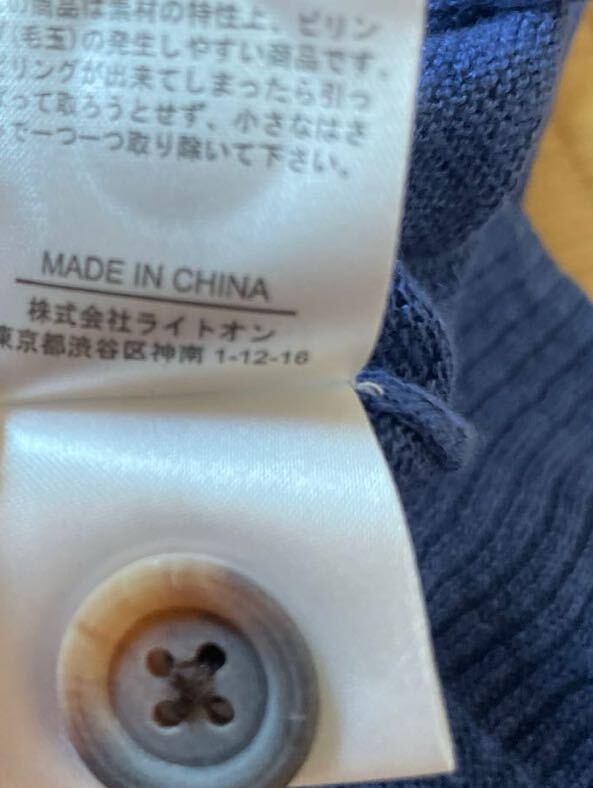 の商品は素材の特性上、ピリン
(毛玉)の発生しやすい商品です。
リングが出来てしまったら引っ
って取ろうとせず、小さなはさ
で一つ一つ取り除いて下さい。
MADE IN CHINA
株式会社ライトオン
東京都渋谷区神南 1-12-16